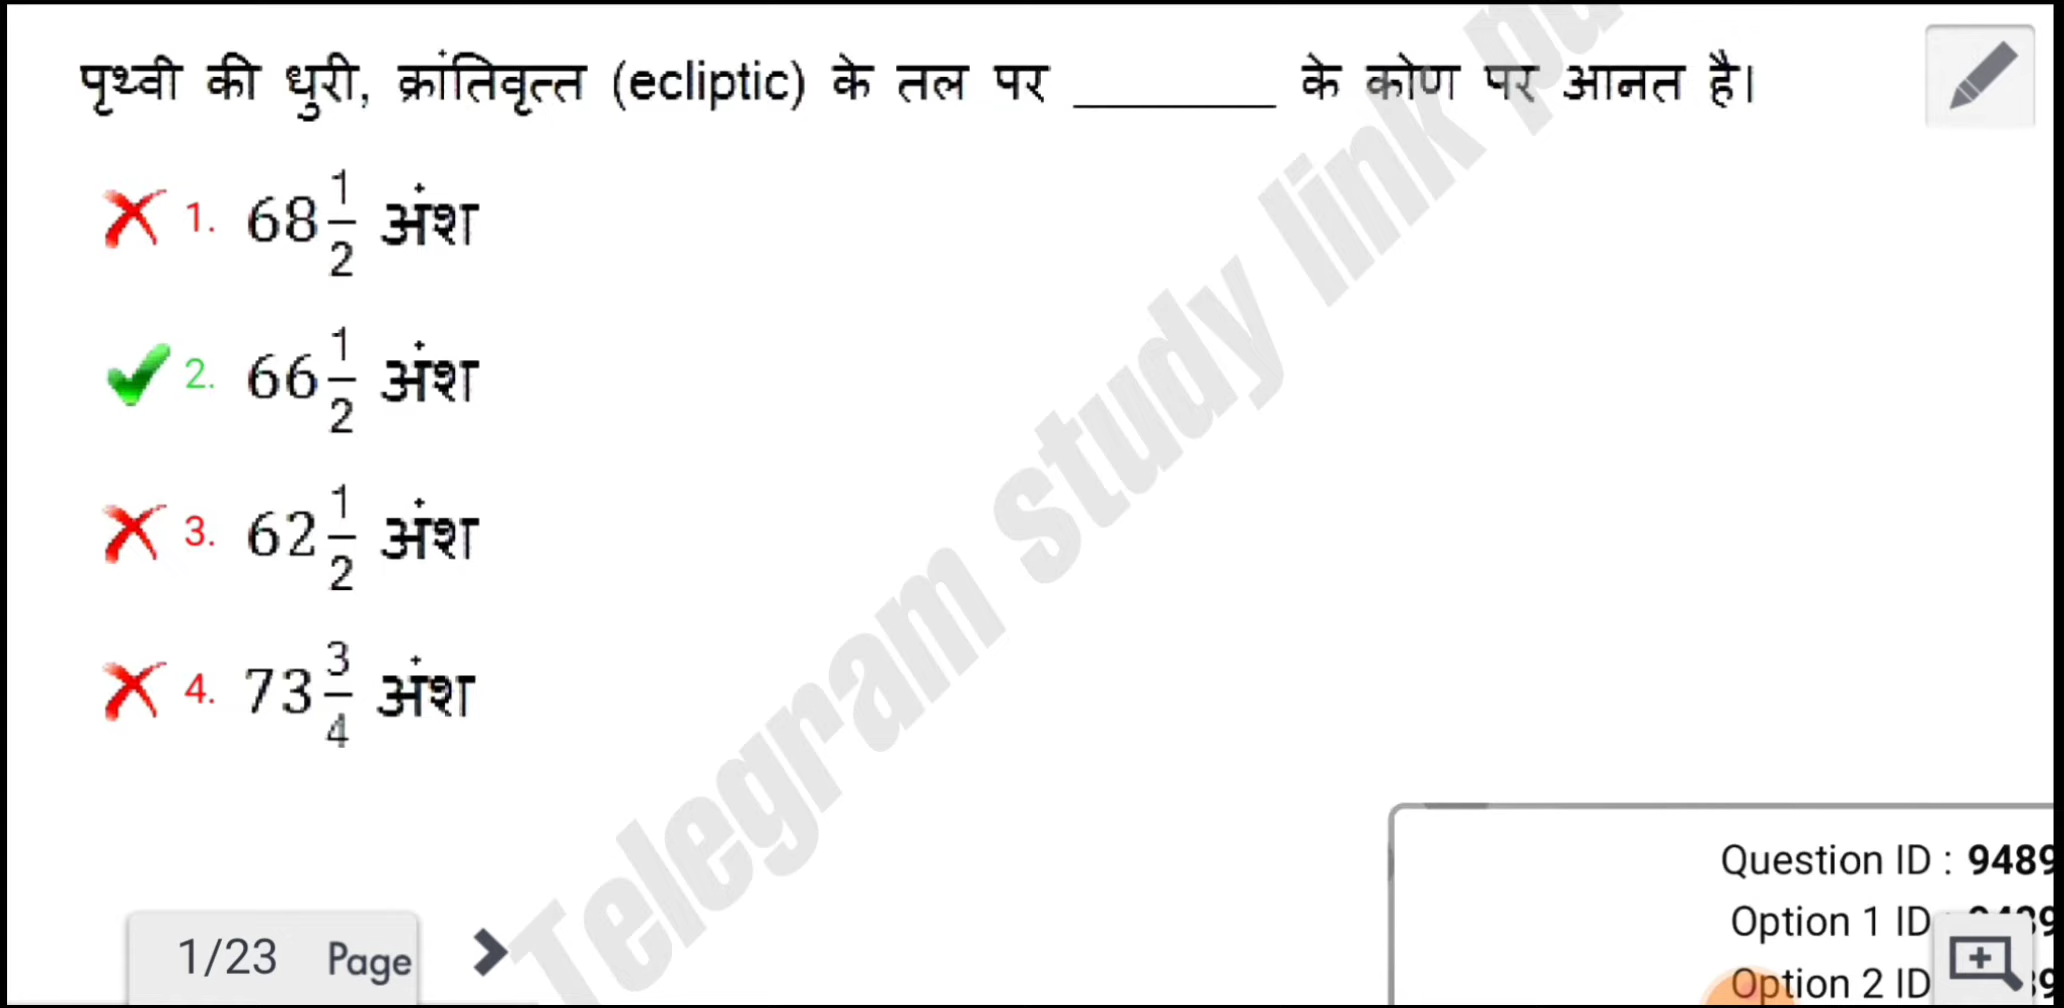 पृथ्वी की धुरी, क्रांतिवृत्त (ecliptic) के तल पर ________ के कोण पर आनत है।
1. 68 1/2 अंश
2. 66 1/2 अंश
3. 62 1/2 अंश
4. 73 3/4 अंश
Telegram study link
1/23 Page
Question ID : 9489
Option 1 ID
Option 2 ID